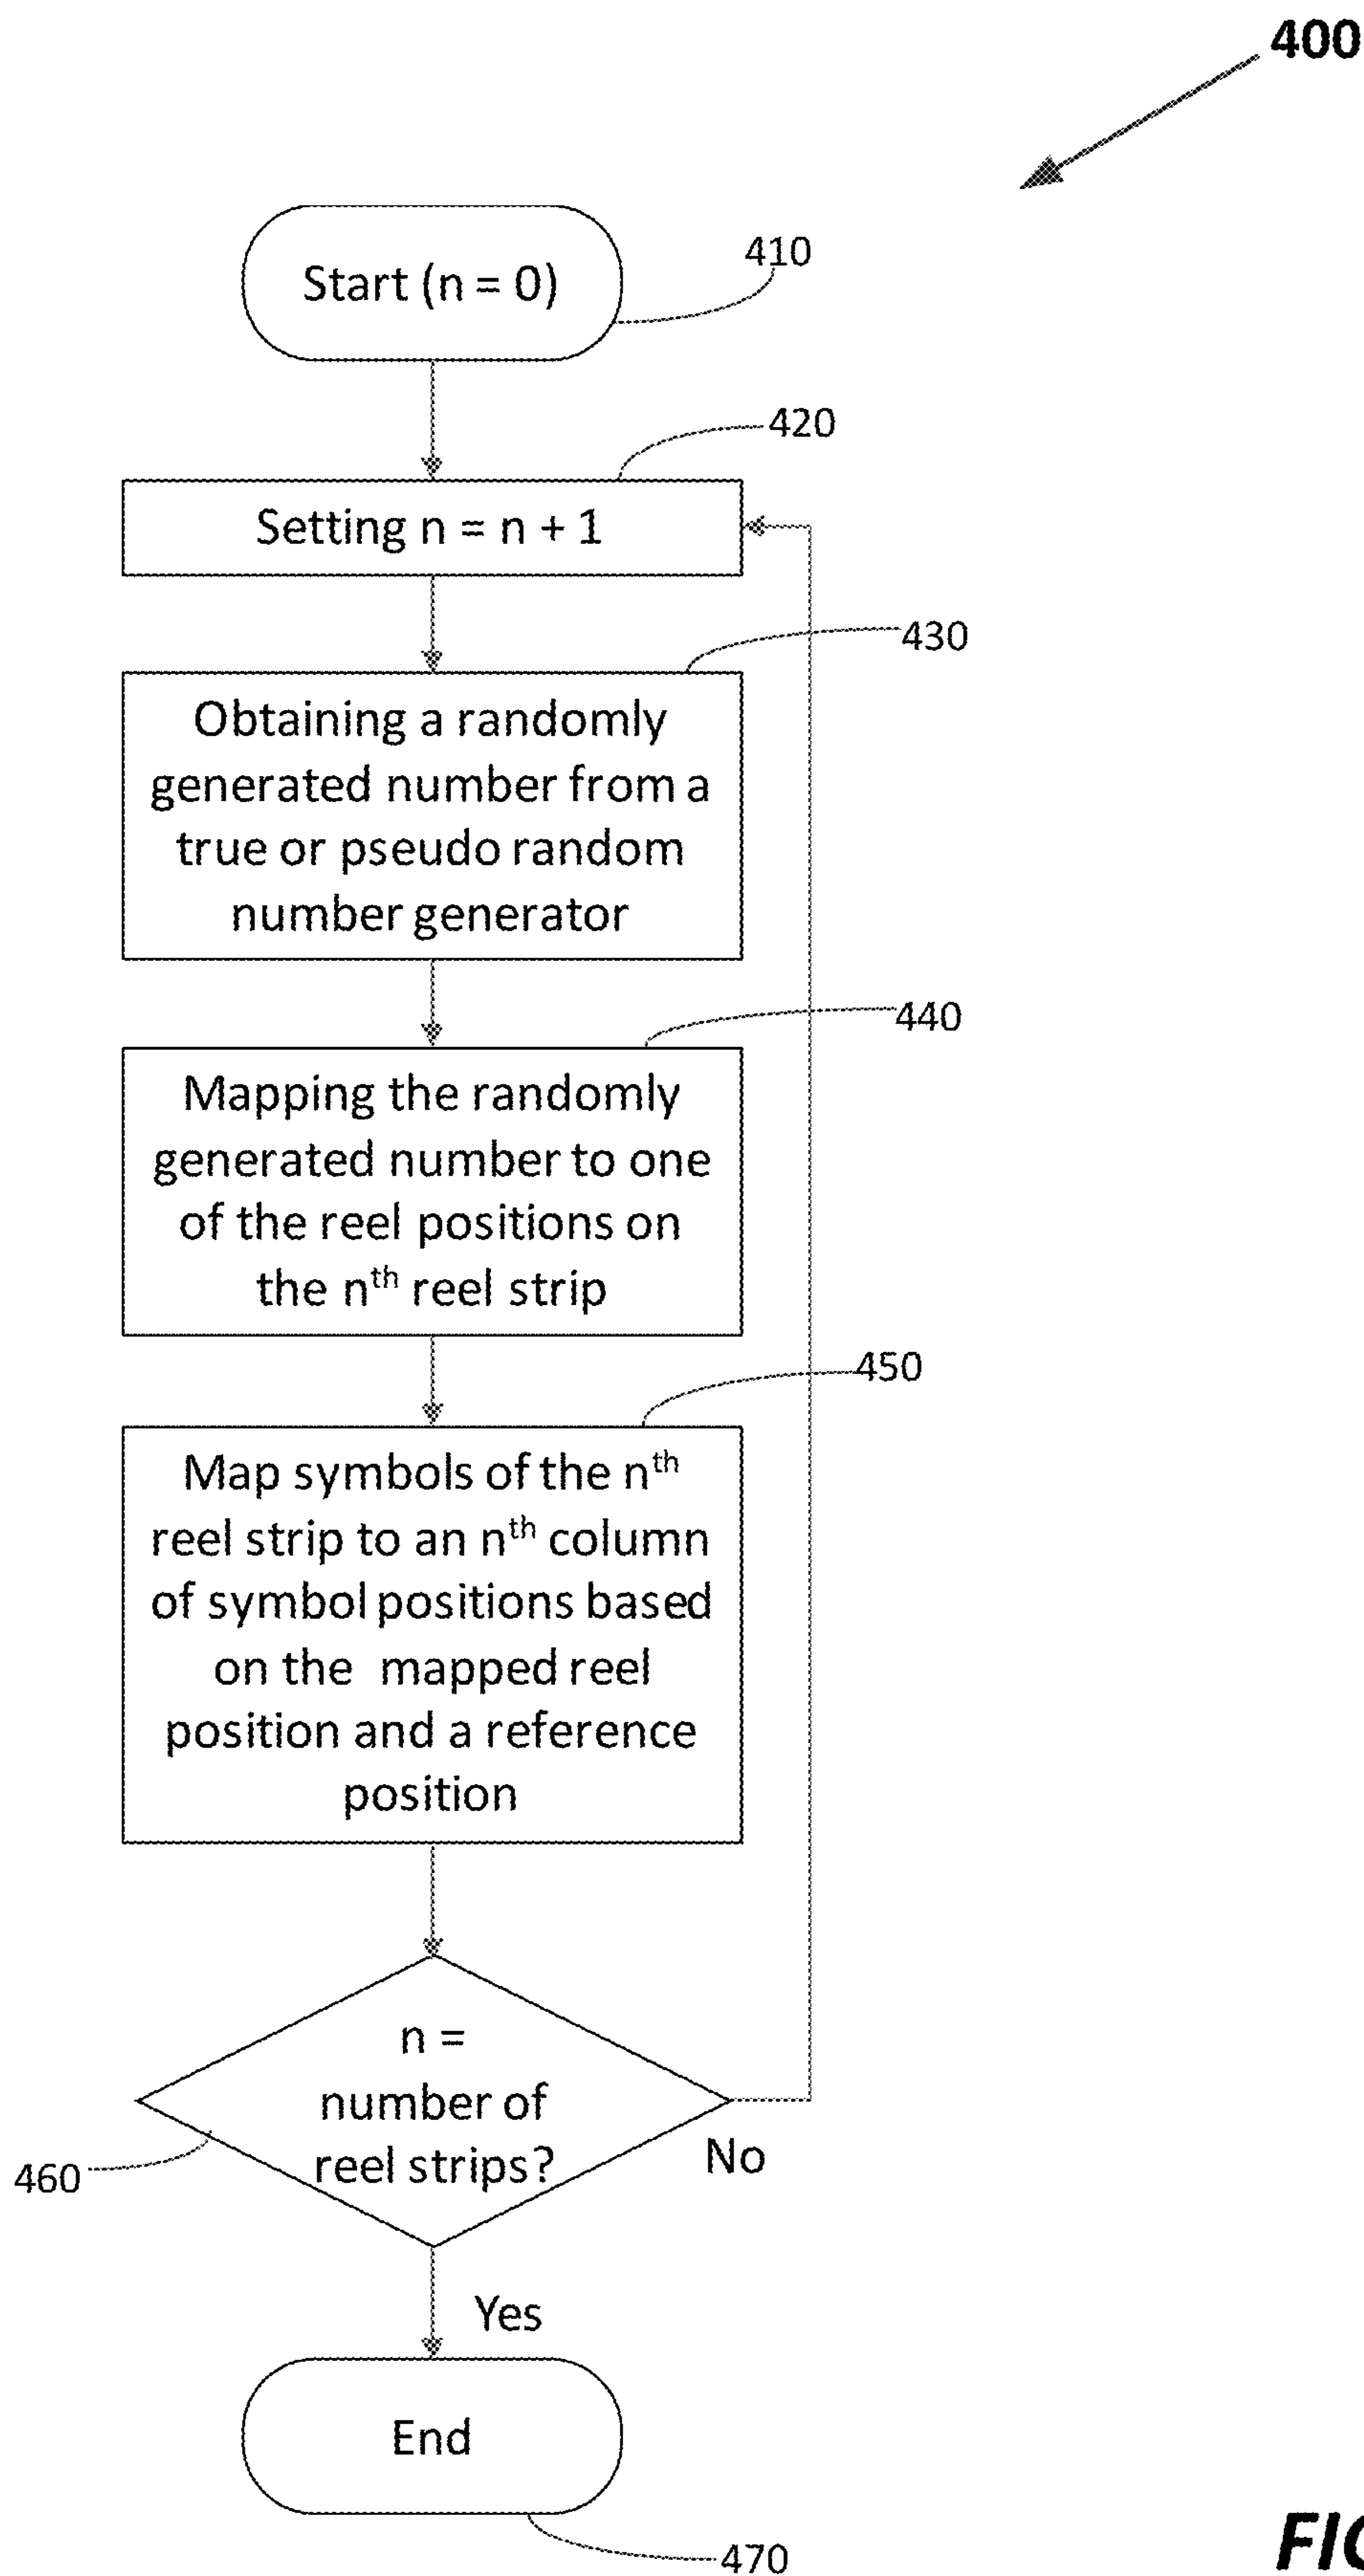 400
Start (n = 0)
410
420
Setting n = n + 1
430
Obtaining a randomly
generated number from a
true or pseudo random
number generator
440
Mapping the randomly
generated number to one
of the reel positions on
the nth reel strip
450
Map symbols of the nth
reel strip to an nth column
of symbol positions based
on the mapped reel
position and a reference
position
n =
number of
reel strips?
460
No
Yes
End
470